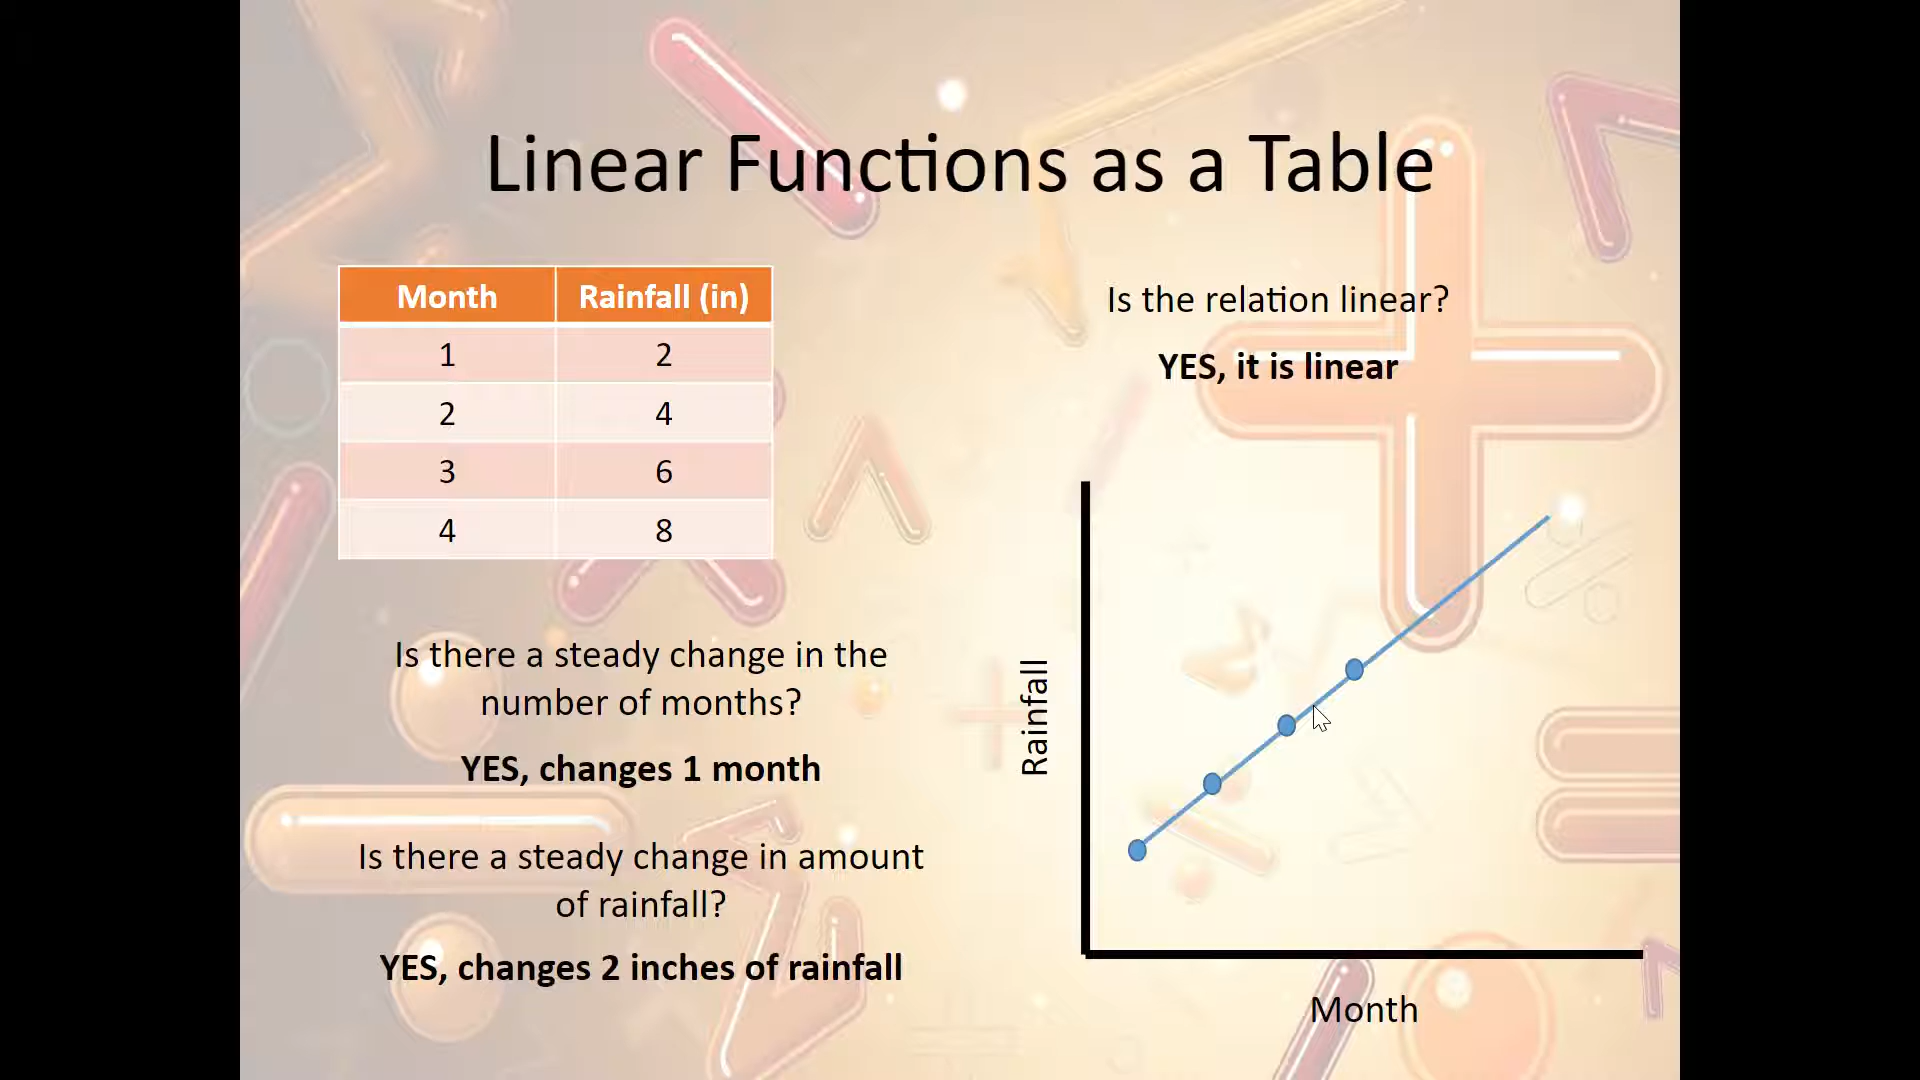 Linear Functions as a Table
Month Rainfall (in)
1 2
2 4
3 6
4 8
Is there a steady change in the
number of months?
YES, changes 1 month
Is there a steady change in amount
of rainfall?
YES, changes 2 inches of rainfall
Is the relation linear?
YES, it is linear
Rainfall
Month